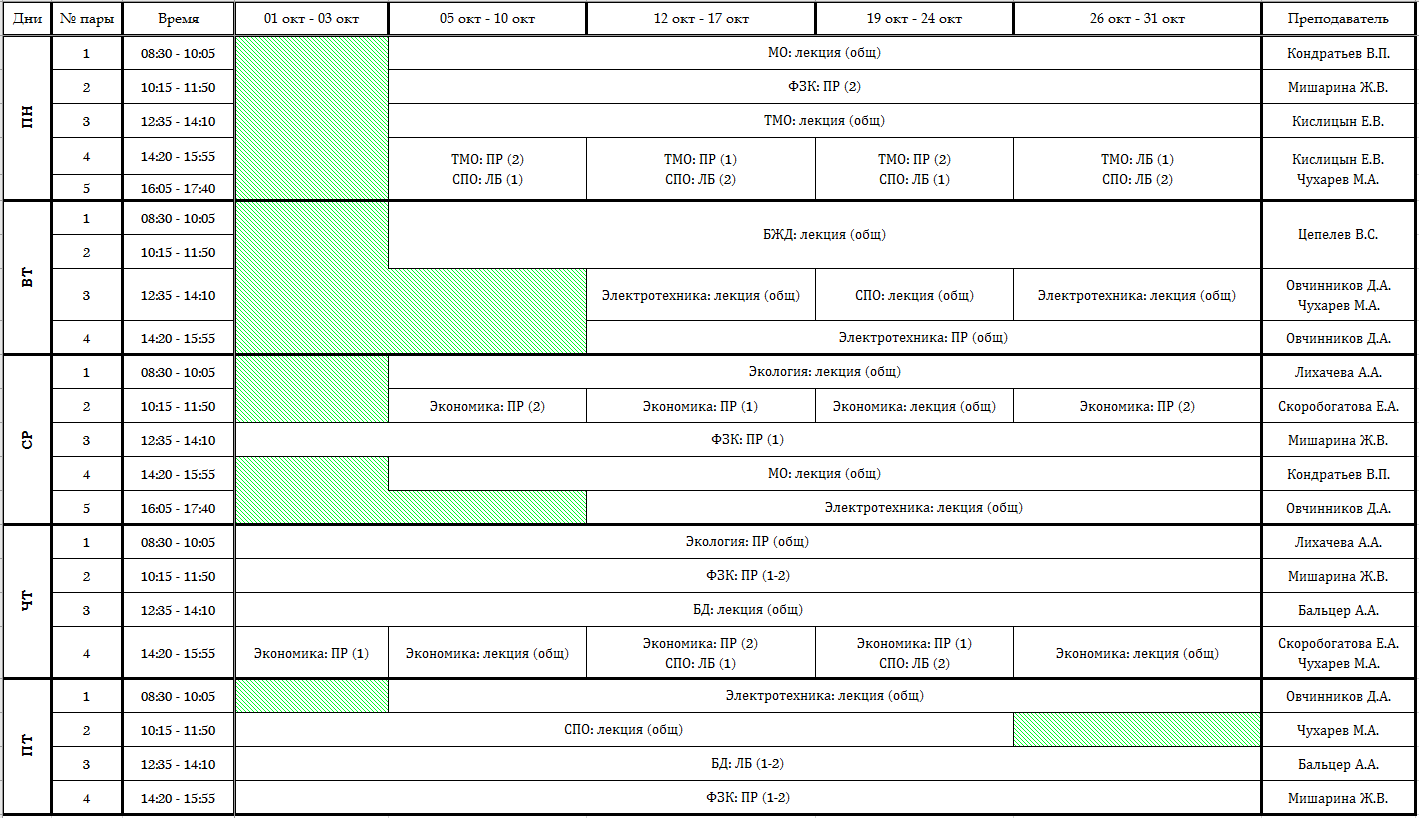 Дни № пары Время 01 окт - 03 окт 05 окт - 10 окт 12 окт - 17 окт 19 окт - 24 окт 26 окт - 31 окт Преподаватель
ПН
1 08:30 - 10:05 МО: лекция (общ) Кондратьев В.П.
2 10:15 - 11:50 ФЗК: ПР (2) Мишарина Ж.В.
3 12:35 - 14:10 ТМО: лекция (общ) Кислицын Е.В.
4 14:20 - 15:55 ТМО: ПР (2) ТМО: ПР (1) ТМО: ПР (2) ТМО: ЛБ (1) Кислицын Е.В.
5 16:05 - 17:40 СПО: ЛБ (1) СПО: ЛБ (2) СПО: ЛБ (1) СПО: ЛБ (2) Чухарев М.А.
ВТ
1 08:30 - 10:05
БЖД: лекция (общ) Цепелев В.С.
2 10:15 - 11:50
3 12:35 - 14:10 Электротехника: лекция (общ) СПО: лекция (общ) Электротехника: лекция (общ) Овчинников Д.А.
Чухарев М.А.
4 14:20 - 15:55 Электротехника: ПР (общ) Овчинников Д.А.
СР
1 08:30 - 10:05 Экология: лекция (общ) Лихачева А.А.
2 10:15 - 11:50 Экономика: ПР (2) Экономика: ПР (1) Экономика: лекция (общ) Экономика: ПР (2) Скоробогатова Е.А.
3 12:35 - 14:10 ФЗК: ПР (1) Мишарина Ж.В.
4 14:20 - 15:55 МО: лекция (общ) Кондратьев В.П.
5 16:05 - 17:40 Электротехника: лекция (общ) Овчинников Д.А.
ЧТ
1 08:30 - 10:05 Экология: ПР (общ) Лихачева А.А.
2 10:15 - 11:50 ФЗК: ПР (1-2) Мишарина Ж.В.
3 12:35 - 14:10 БД: лекция (общ) Бальцер А.А.
4 14:20 - 15:55 Экономика: ПР (1) Экономика: лекция (общ) Экономика: ПР (2) Экономика: ПР (1) Экономика: лекция (общ) Скоробогатова Е.А.
СПО: ЛБ (1) СПО: ЛБ (2) Чухарев М.А.
ПТ
1 08:30 - 10:05 Электротехника: лекция (общ) Овчинников Д.А.
2 10:15 - 11:50 СПО: лекция (общ) Чухарев М.А.
3 12:35 - 14:10 БД: ЛБ (1-2) Бальцер А.А.
4 14:20 - 15:55 ФЗК: ПР (1-2) Мишарина Ж.В.